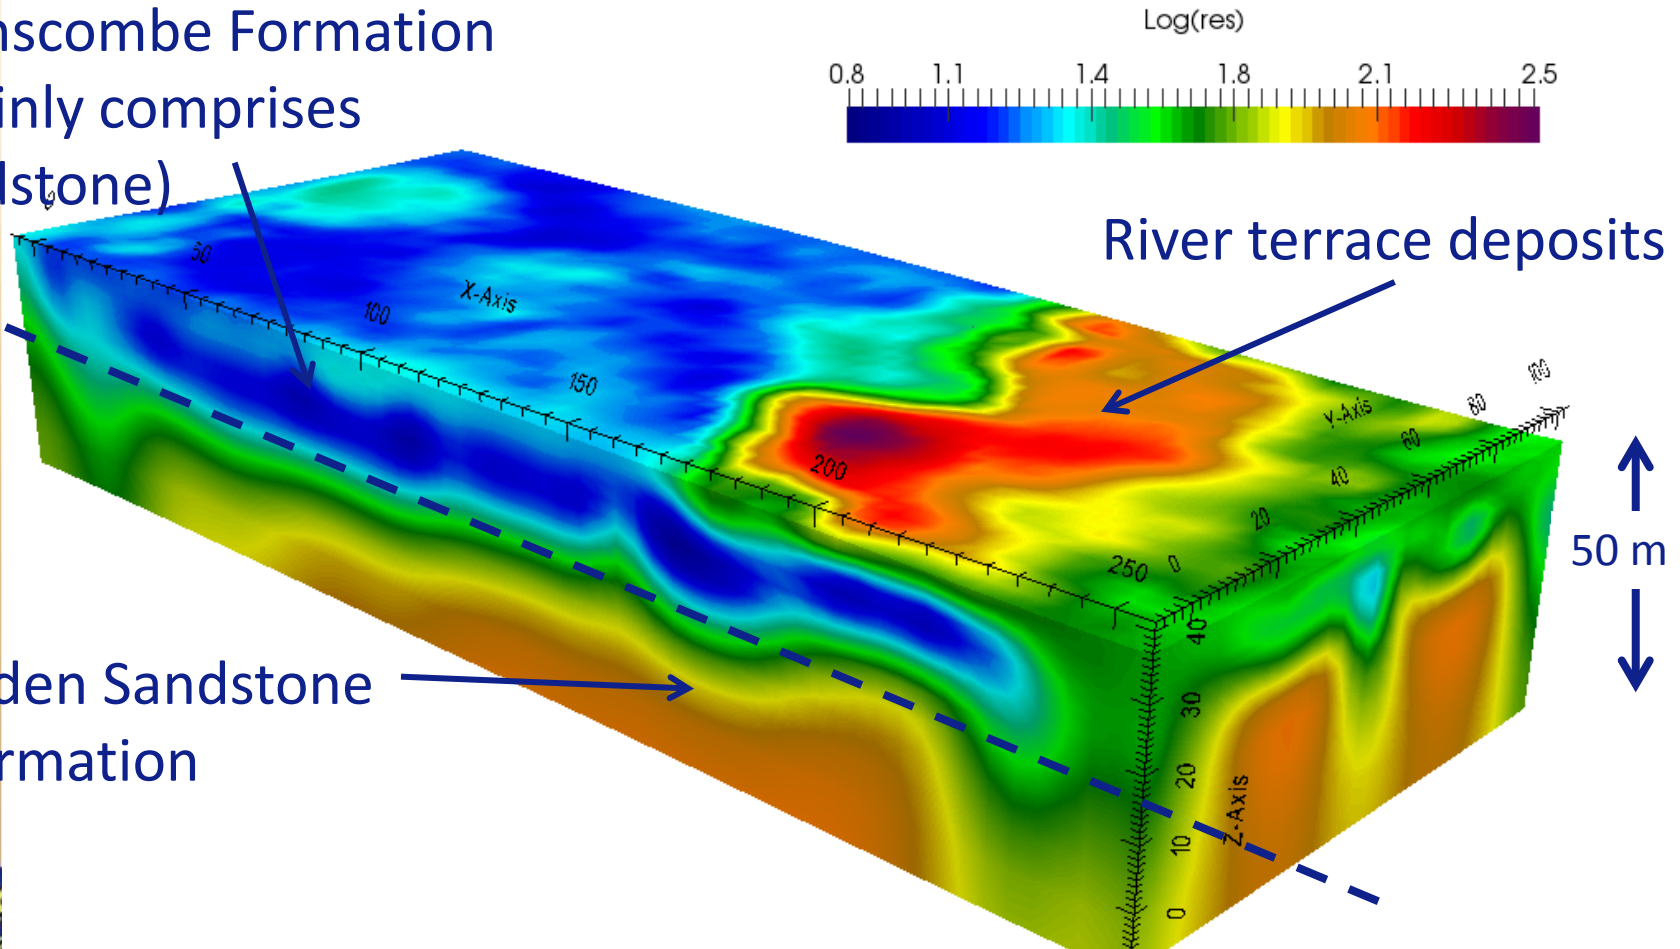 nscombe Formation
inly comprises
dstone)
Log(res)
0.8 1.1 1.4 1.8 2.1 2.5
River terrace deposits
50
X-Axis
100
150
200
250
Y-Axis
0 20 40 60 80 100
50 m
40
30
20
10
0
Z-Axis
den Sandstone
rmation